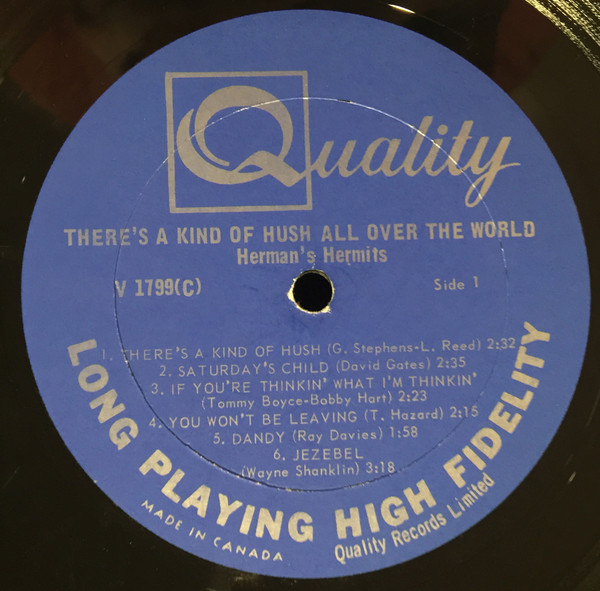 Quality
THERE'S A KIND OF HUSH ALL OVER THE WORLD
Herman's Hermits
V 1799(C)
Side 1
1. THERE'S A KIND OF HUSH (G. Stephens-L. Reed) 2:32
2. SATURDAY'S CHILD (David Gates) 2:35
3. IF YOU'RE THINKIN' WHAT I'M THINKIN'
(Tommy Boyce-Bobby Hart) 2:23
4. YOU WON'T BE LEAVING (T. Hazard) 2:15
5. DANDY (Ray Davies) 1:58
6. JEZEBEL
(Wayne Shanklin) 3:18
LONG PLAYING HIGH FIDELITY
MADE IN CANADA
Quality Records Limited